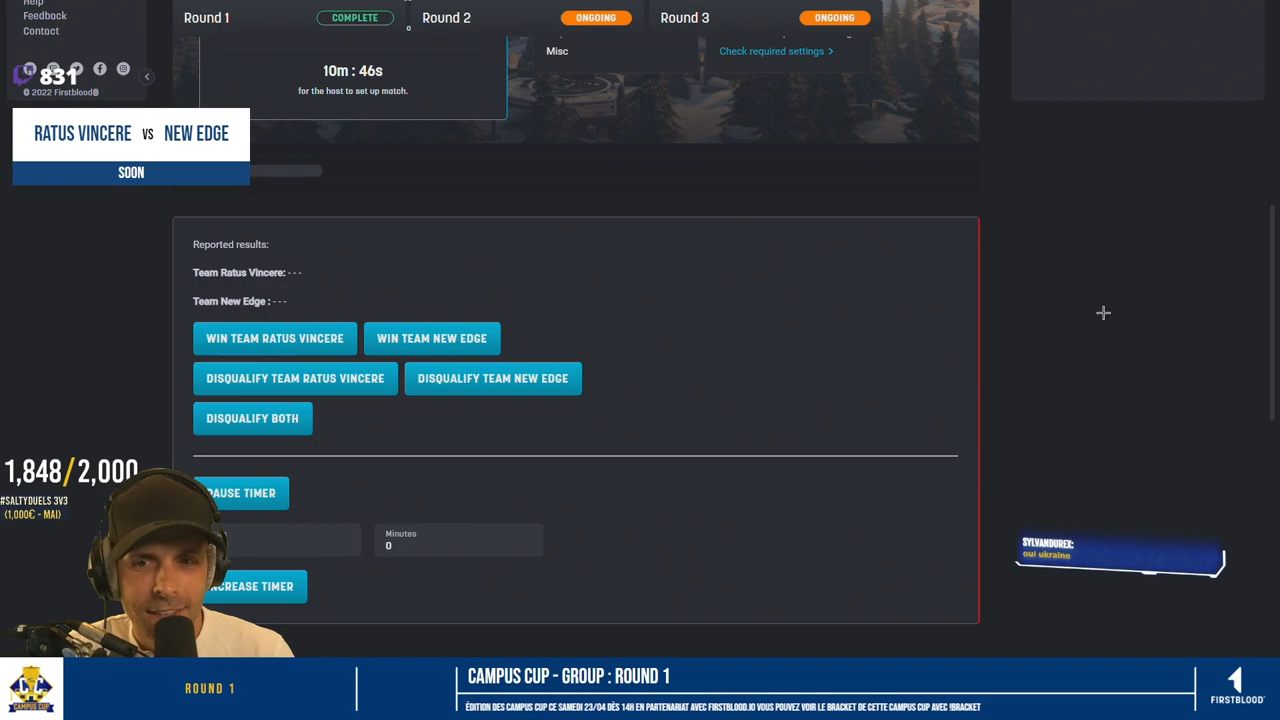 Help
Feedback
Contact
831
© 2022 Firstblood®
Round 1
COMPLETE
Round 2
ONGOING
Round 3
ONGOING
10m : 46s
for the host to set up match.
Misc
Check required settings >
RATUS VINCERE VS NEW EDGE
SOON
Reported results:
Team Ratus Vincere: - - -
Team New Edge : - - -
WIN TEAM RATUS VINCERE
WIN TEAM NEW EDGE
DISQUALIFY TEAM RATUS VINCERE
DISQUALIFY TEAM NEW EDGE
DISQUALIFY BOTH
PAUSE TIMER
Minutes
0
INCREASE TIMER
1,848/2,000
#SALTYDUELS 3V3
(1,000€ - MAI)
SYLVANDUREX:
oui ukraine
CAMPUS CUP
ROUND 1
CAMPUS CUP - GROUP : ROUND 1
ÉDITION DES CAMPUS CUP CE SAMEDI 23/04 DÈS 14H EN PARTENARIAT AVEC FIRSTBLOOD.IO VOUS POUVEZ VOIR LE BRACKET DE CETTE CAMPUS CUP AVEC !BRACKET
FIRSTBLOOD